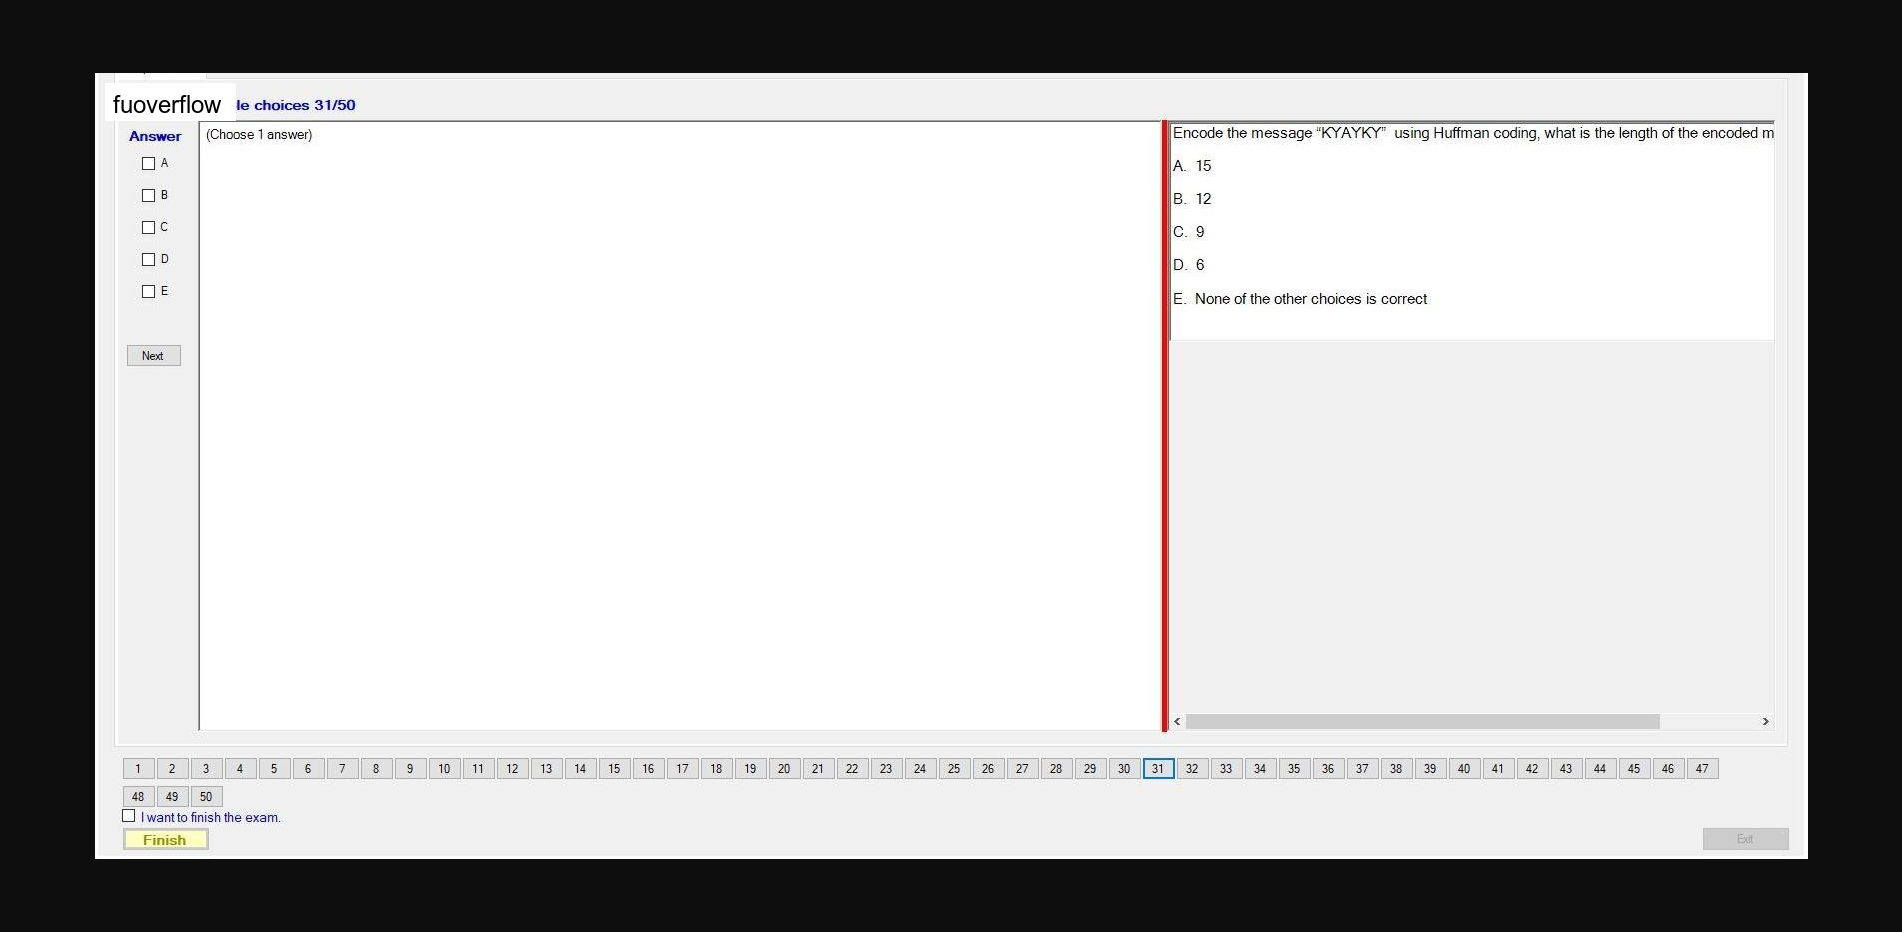 fuoverflow le choices 31/50
Answer
(Choose 1 answer)
A
B
C
D
E
Next
Encode the message “KYAYKY” using Huffman coding, what is the length of the encoded m
A. 15
B. 12
C. 9
D. 6
E. None of the other choices is correct
1 2 3 4 5 6 7 8 9 10 11 12 13 14 15 16 17 18 19 20 21 22 23 24 25 26 27 28 29 30 31 32 33 34 35 36 37 38 39 40 41 42 43 44 45 46 47
48 49 50
I want to finish the exam.
Finish
Exit